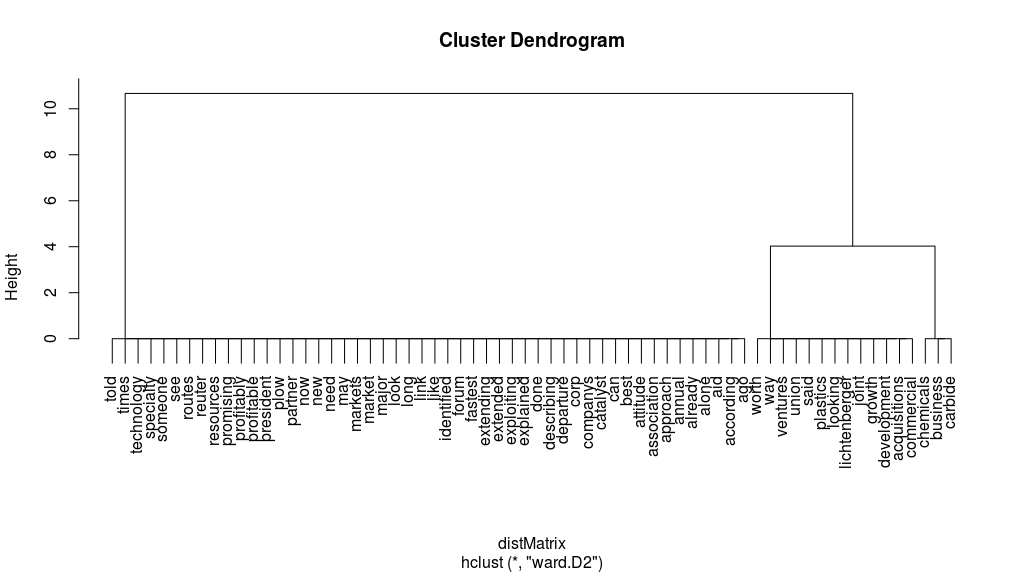 Cluster Dendrogram
Height
0
2
4
6
8
10
told
times
technology
specialty
someone
see
routes
reuter
resources
promising
profitably
profitable
president
plow
partner
now
new
need
may
markets
market
major
look
long
link
like
identified
forum
fastest
extending
extended
exploiting
explained
done
describing
departure
corp
companys
catalyst
can
best
attitude
association
approach
annual
already
alone
aid
according
ago
worth
way
ventures
union
said
plastics
looking
lichtenberger
joint
growth
development
acquisitions
commercial
chemicals
business
carbide
distMatrix
hclust (*, "ward.D2")